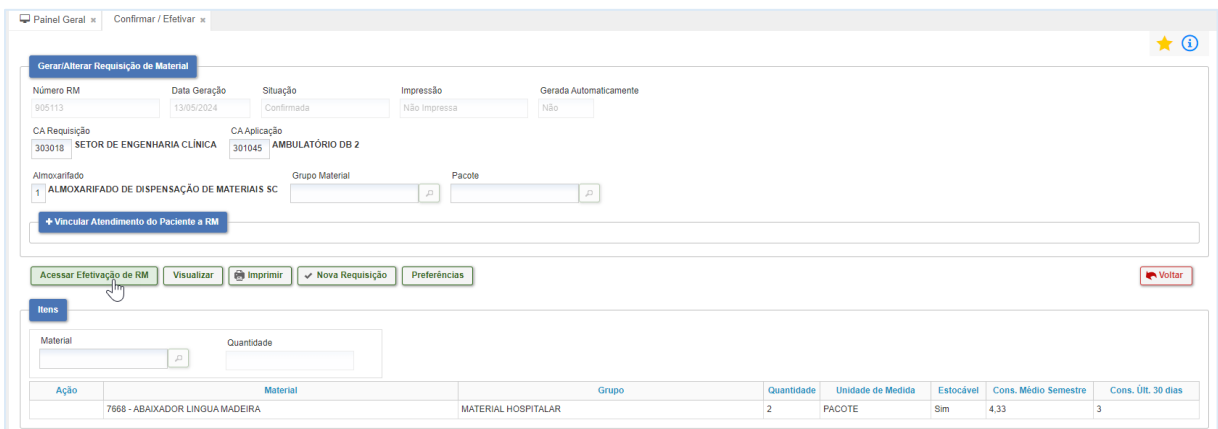 Painel Geral × Confirmar / Efetivar ×
Gerar/Alterar Requisição de Material
Número RM Data Geração Situação Impressão Gerada Automaticamente
905113 13/05/2024 Confirmada Não Impressa Não
CA Requisição CA Aplicação
303018 SETOR DE ENGENHARIA CLÍNICA 301045 AMBULATÓRIO DB 2
Almoxarifado Grupo Material Pacote
1 ALMOXARIFADO DE DISPENSAÇÃO DE MATERIAIS SC
+ Vincular Atendimento do Paciente a RM
Acessar Efetivação de RM Visualizar Imprimir Nova Requisição Preferências Voltar
Itens
Material Quantidade
Ação Material Grupo Quantidade Unidade de Medida Estocável Cons. Médio Semestre Cons. Últ. 30 dias
7668 - ABAIXADOR LINGUA MADEIRA MATERIAL HOSPITALAR 2 PACOTE Sim 4,33 3